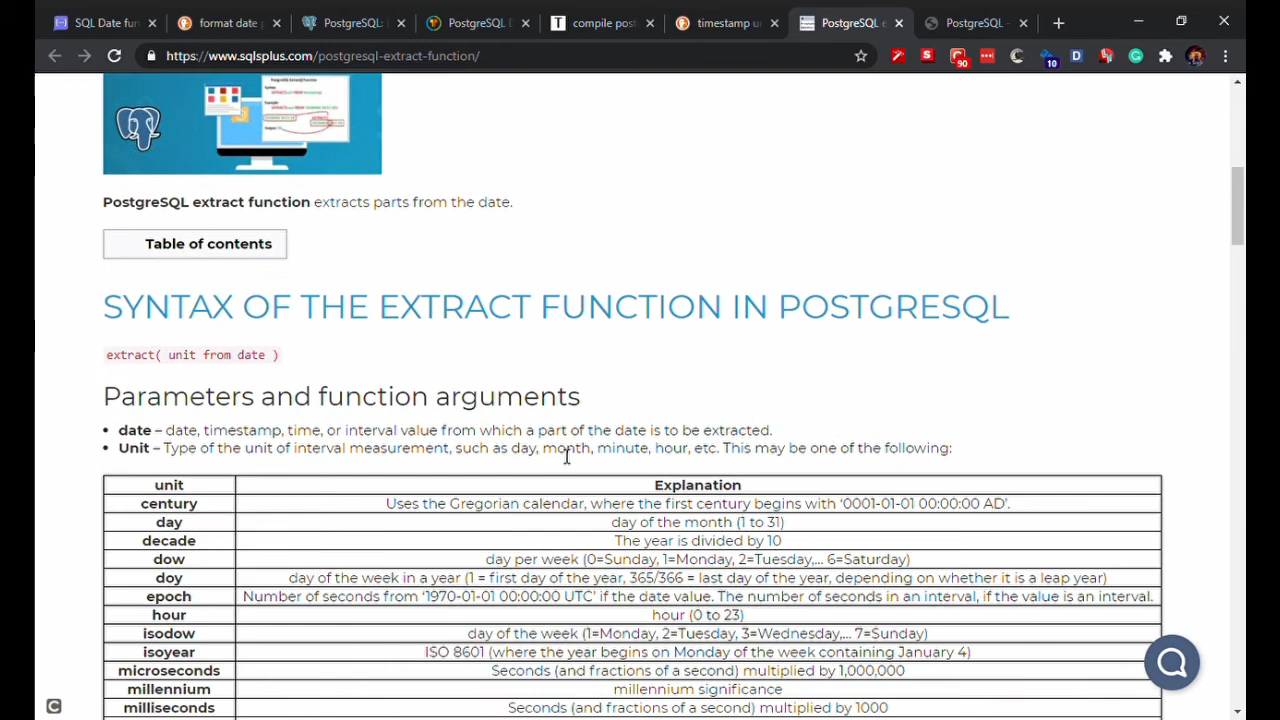 SQL Date fun
format date
PostgreSQL:
PostgreSQL
compile pos
timestamp u
PostgreSQL e
PostgreSQL -
https://www.sqlsplus.com/postgresql-extract-function/
90
10
PostgreSQL extract function extracts parts from the date.
Table of contents
SYNTAX OF THE EXTRACT FUNCTION IN POSTGRESQL
extract( unit from date )
Parameters and function arguments
• date – date, timestamp, time, or interval value from which a part of the date is to be extracted.
• Unit – Type of the unit of interval measurement, such as day, month, minute, hour, etc. This may be one of the following:
unit Explanation
century Uses the Gregorian calendar, where the first century begins with ‘0001-01-01 00:00:00 AD’.
day day of the month (1 to 31)
decade The year is divided by 10
dow day per week (0=Sunday, 1=Monday, 2=Tuesday,... 6=Saturday)
doy day of the week in a year (1 = first day of the year, 365/366 = last day of the year, depending on whether it is a leap year)
epoch Number of seconds from ‘1970-01-01 00:00:00 UTC’ if the date value. The number of seconds in an interval, if the value is an interval.
hour hour (0 to 23)
isodow day of the week (1=Monday, 2=Tuesday, 3=Wednesday,... 7=Sunday)
isoyear ISO 8601 (where the year begins on Monday of the week containing January 4)
microseconds Seconds (and fractions of a second) multiplied by 1,000,000
millennium millennium significance
milliseconds Seconds (and fractions of a second) multiplied by 1000